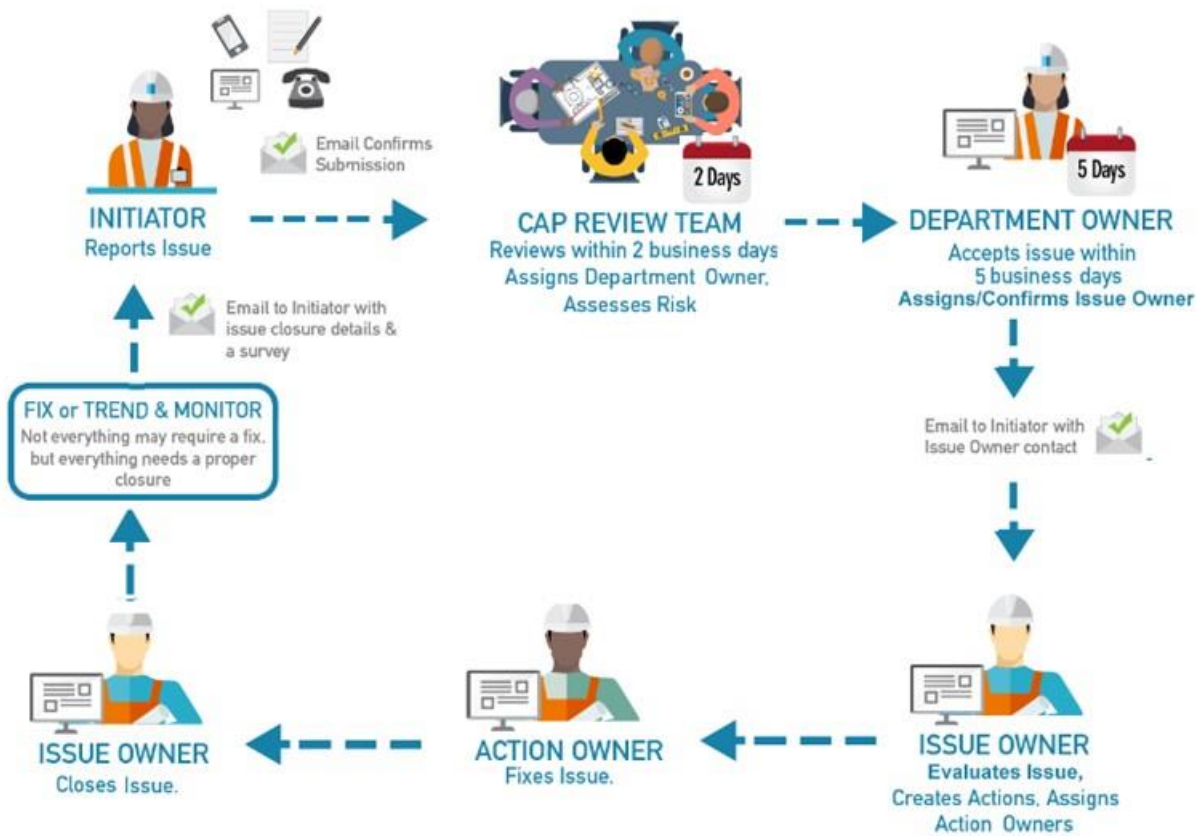 Email Confirms
Submission
2 Days
5 Days
INITIATOR
Reports Issue
CAP REVIEW TEAM
Reviews within 2 business days
Assigns Department Owner,
Assesses Risk
DEPARTMENT OWNER
Accepts issue within
5 business days
Assigns/Confirms Issue Owner
Email to Initiator with
issue closure details &
a survey
FIX or TREND & MONITOR
Not everything may require a fix,
but everything needs a proper
closure
Email to Initiator with
Issue Owner contact
ISSUE OWNER
Closes Issue.
ACTION OWNER
Fixes Issue.
ISSUE OWNER
Evaluates Issue,
Creates Actions, Assigns
Action Owners